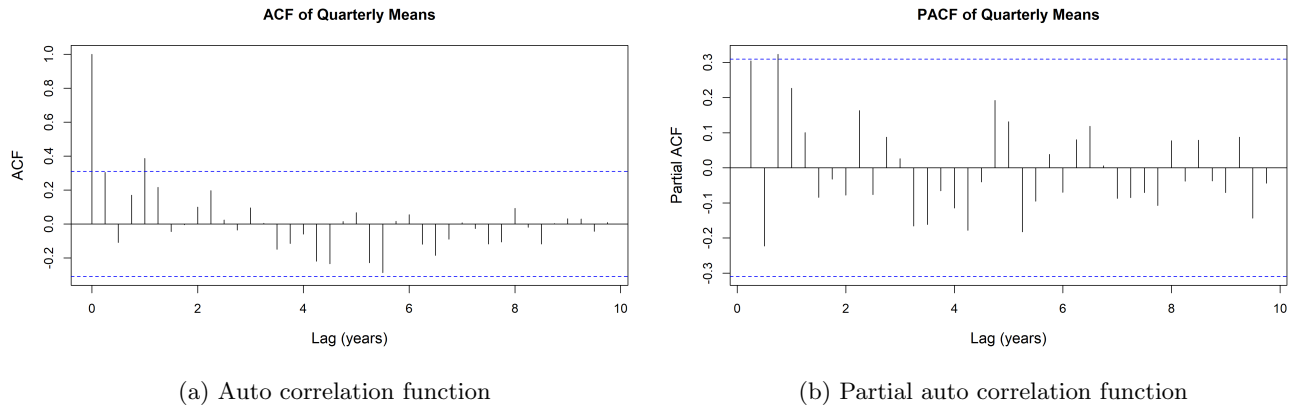 ACF of Quarterly Means
ACF
1.0
0.8
0.6
0.4
0.2
0.0
-0.2
0 2 4 6 8 10
Lag (years)
(a) Auto correlation function
PACF of Quarterly Means
Partial ACF
0.3
0.2
0.1
0.0
-0.1
-0.2
-0.3
0 2 4 6 8 10
Lag (years)
(b) Partial auto correlation function